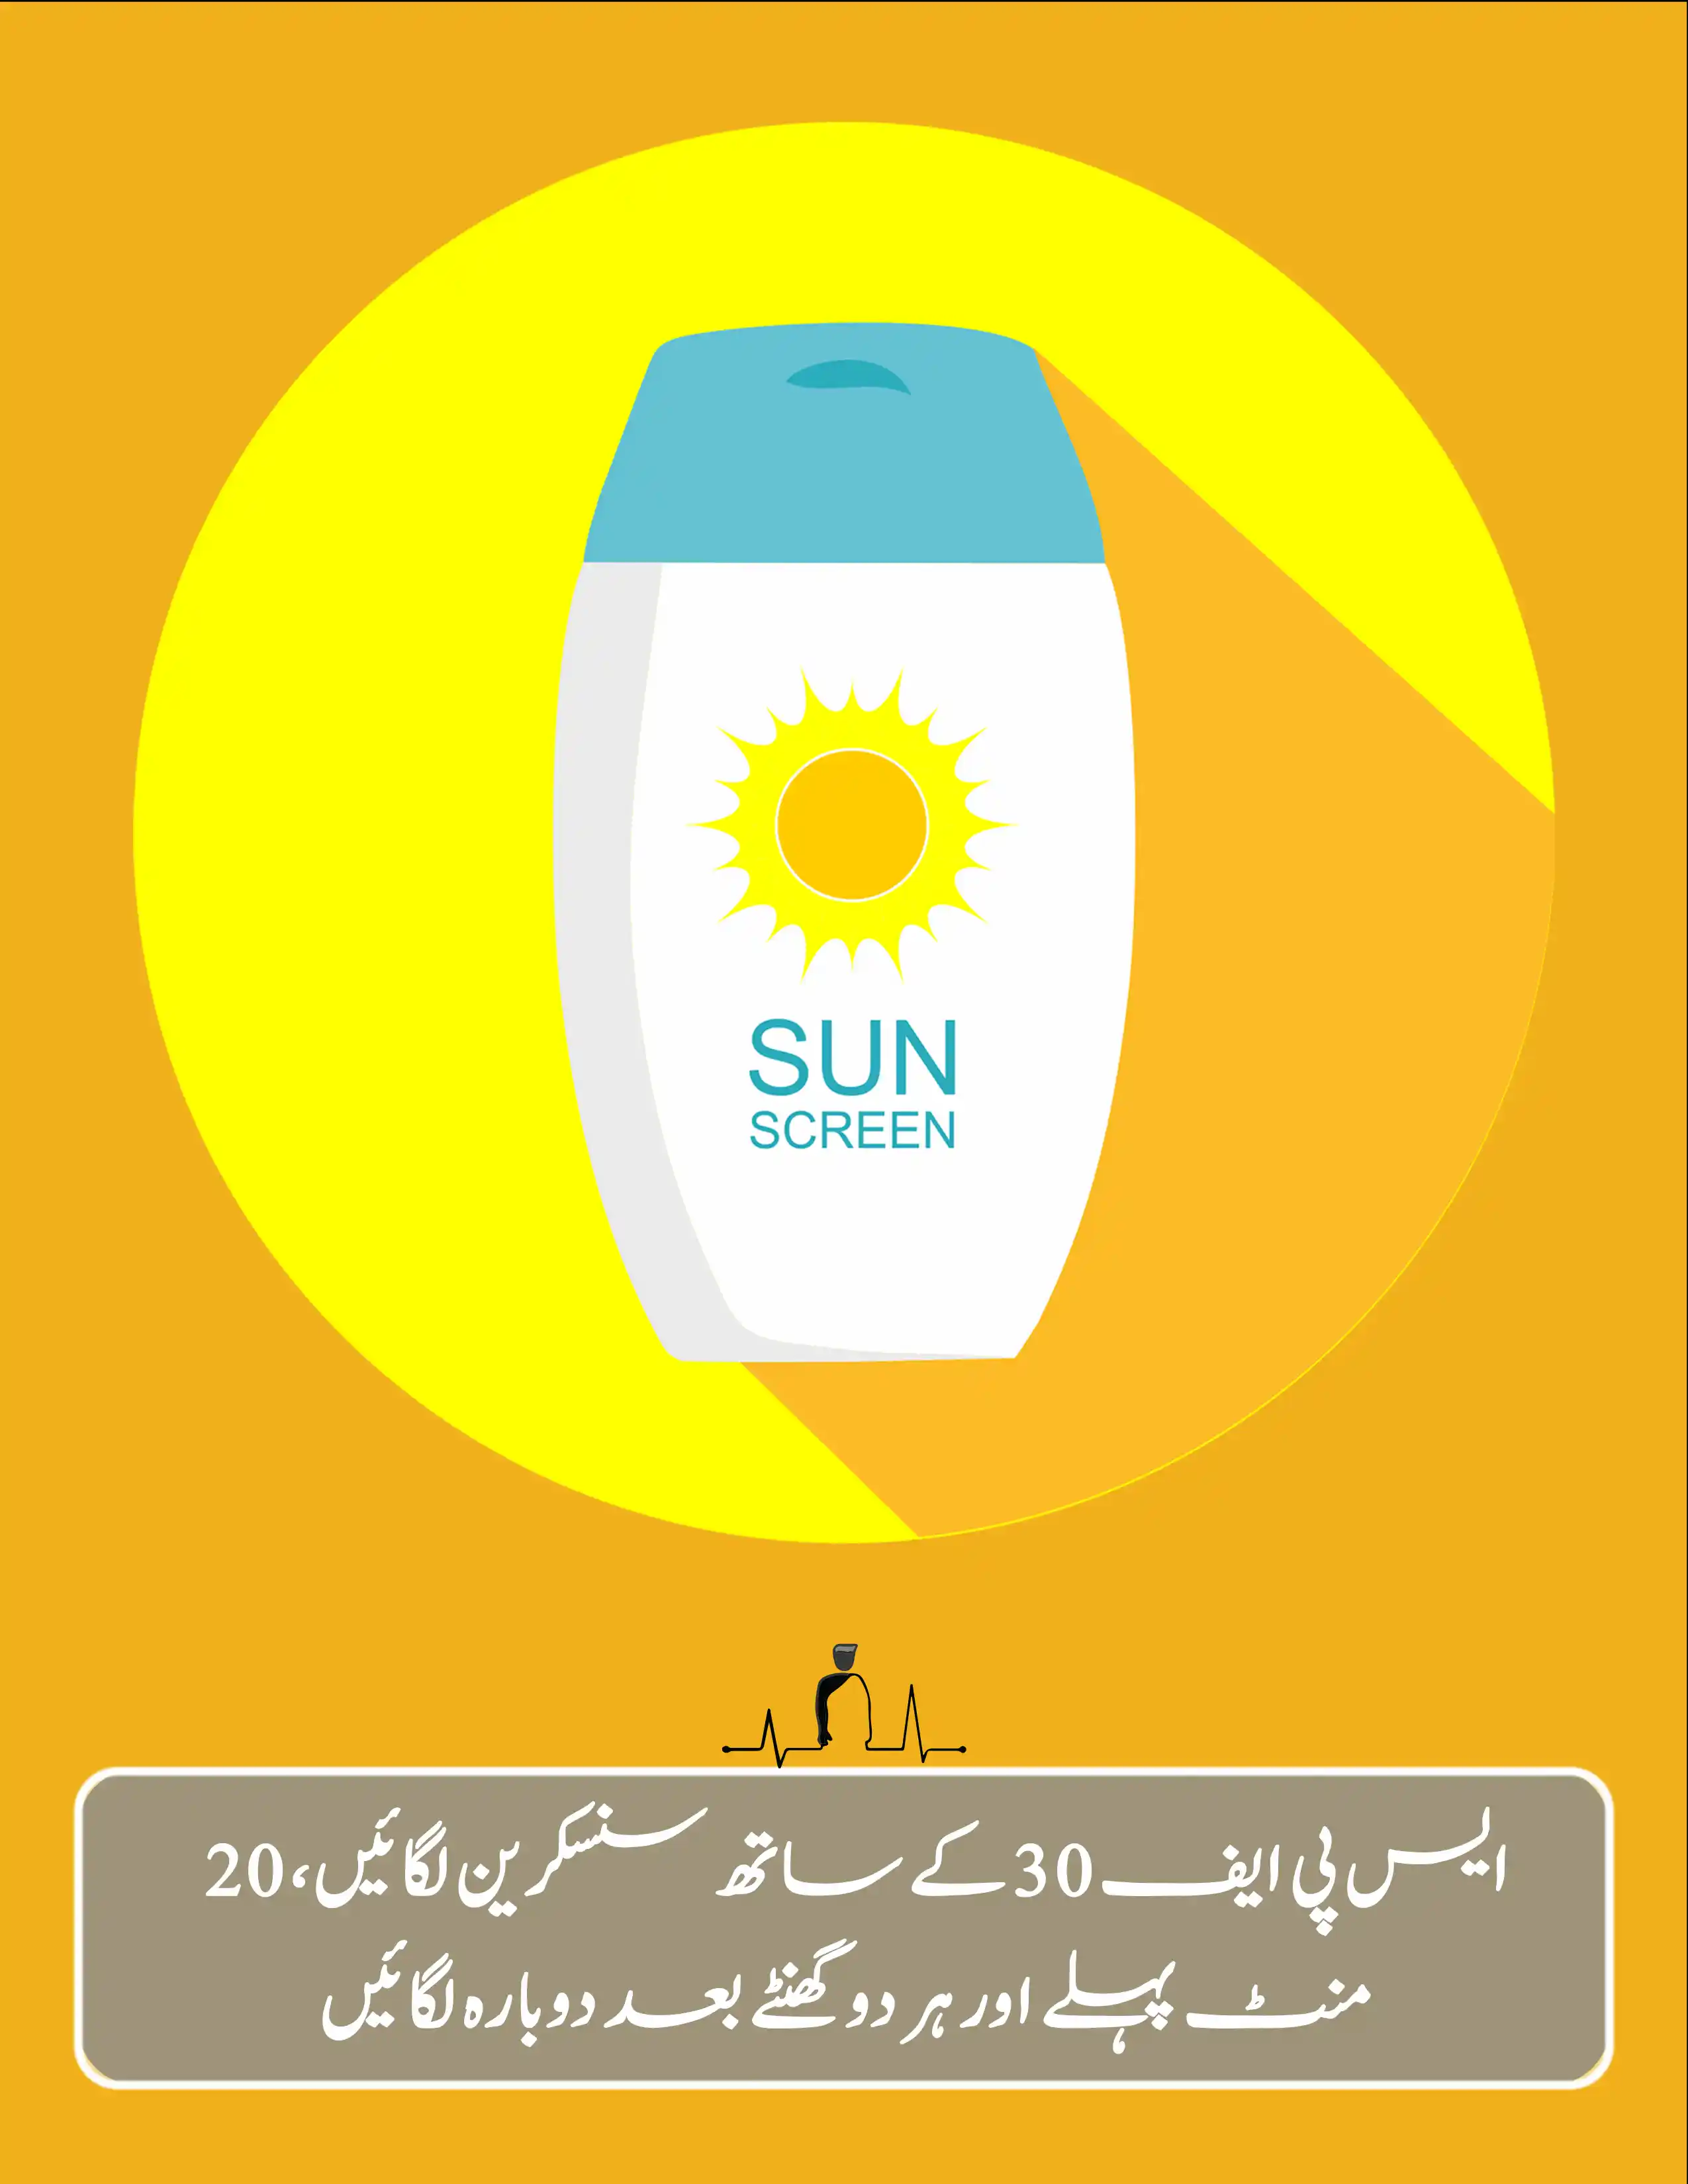 SUN
SCREEN
ایس پی ایف 30 کے ساتھ سنسکرین لگائیں، 20
منٹ پہلے اور ہر دو گھنٹے بعد دوبارہ لگائیں